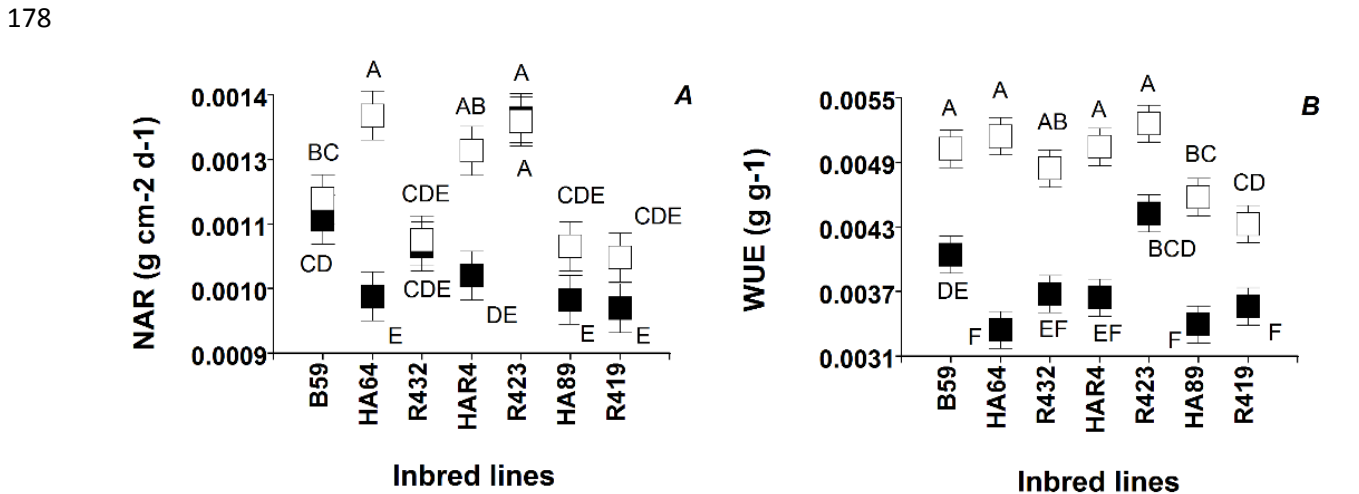 178
A
A
A
AB
BC
CDE
CD
CDE
DE
E
CDE
E
CDE
E
0.0014
0.0013
0.0011
0.0010
0.0009
NAR (g cm-2 d-1)
B59
HA64
R432
HAR4
R423
HA89
R419
Inbred lines
B
A
A
AB
A
A
BC
CD
DE
F
EF
EF
BCD
F
F
0.0055
0.0049
0.0043
0.0037
0.0031
WUE (g g-1)
B59
HA64
R432
HAR4
R423
HA89
R419
Inbred lines